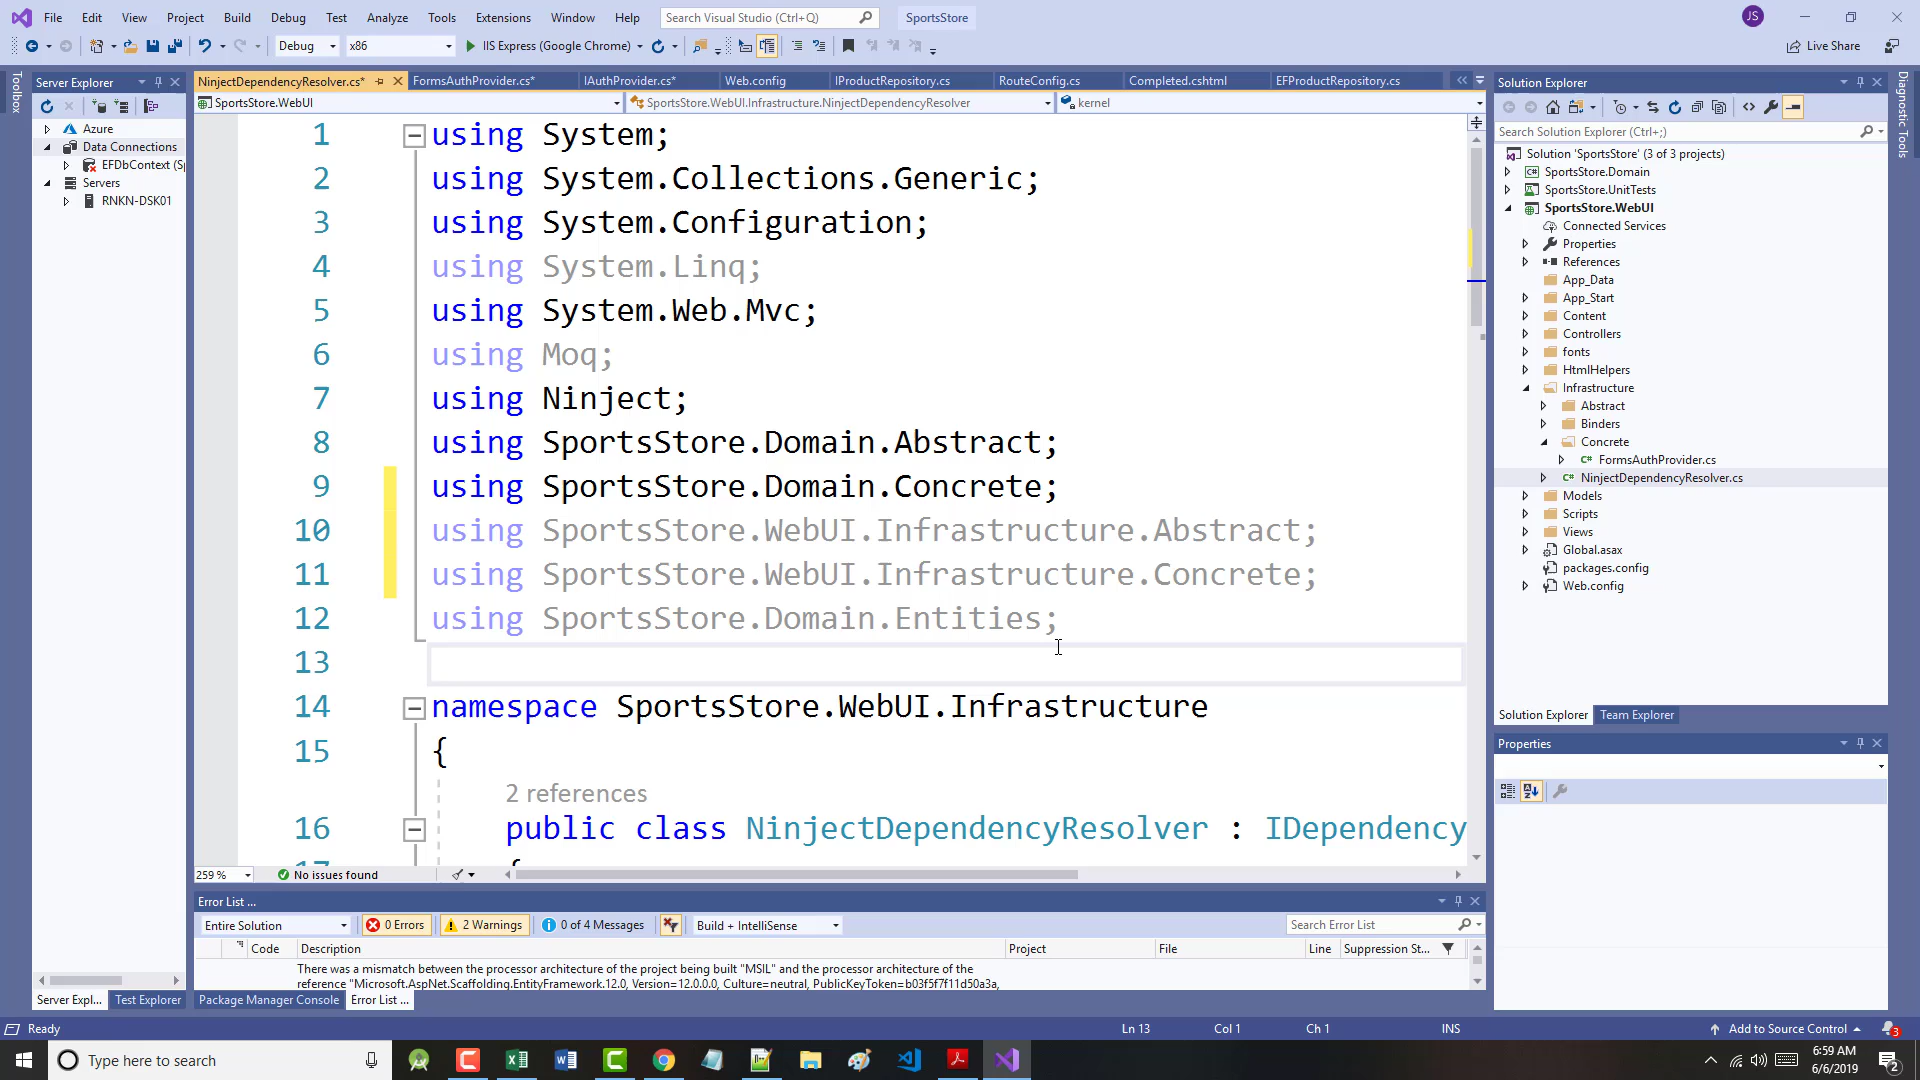 File Edit View Project Build Debug Test Analyze Tools Extensions Window Help Search Visual Studio (Ctrl+Q) SportsStore JS
Debug x86 IIS Express (Google Chrome) Live Share
Toolbox
Server Explorer
Azure
Data Connections
EFDbContext (Sp
Servers
RNKN-DSK01
NinjectDependencyResolver.cs* FormsAuthProvider.cs* IAuthProvider.cs* Web.config IProductRepository.cs RouteConfig.cs Completed.cshtml EFProductRepository.cs
SportsStore.WebUI SportsStore.WebUI.Infrastructure.NinjectDependencyResolver kernel
1 using System;
2 using System.Collections.Generic;
3 using System.Configuration;
4 using System.Linq;
5 using System.Web.Mvc;
6 using Moq;
7 using Ninject;
8 using SportsStore.Domain.Abstract;
9 using SportsStore.Domain.Concrete;
10 using SportsStore.WebUI.Infrastructure.Abstract;
11 using SportsStore.WebUI.Infrastructure.Concrete;
12 using SportsStore.Domain.Entities;
13
14 namespace SportsStore.WebUI.Infrastructure
15 {
2 references
16 public class NinjectDependencyResolver : IDependency
17 {
259 % No issues found
Error List ...
Entire Solution 0 Errors 2 Warnings 0 of 4 Messages Build + IntelliSense Search Error List
Code Description Project File Line Suppression St...
There was a mismatch between the processor architecture of the project being built "MSIL" and the processor architecture of the
reference "Microsoft.AspNet.Scaffolding.EntityFramework.12.0, Version=12.0.0.0, Culture=neutral, PublicKeyToken=b03f5f7f11d50a3a,
Server Expl... Test Explorer Package Manager Console Error List ...
Solution Explorer
Search Solution Explorer (Ctrl+;)
Solution 'SportsStore' (3 of 3 projects)
SportsStore.Domain
SportsStore.UnitTests
SportsStore.WebUI
Connected Services
Properties
References
App_Data
App_Start
Content
Controllers
fonts
HtmlHelpers
Infrastructure
Abstract
Binders
Concrete
FormsAuthProvider.cs
NinjectDependencyResolver.cs
Models
Scripts
Views
Global.asax
packages.config
Web.config
Solution Explorer Team Explorer
Properties
Diagnostic Tools
Ready Ln 13 Col 1 Ch 1 INS Add to Source Control 3
Type here to search
6:59 AM
6/6/2019
2